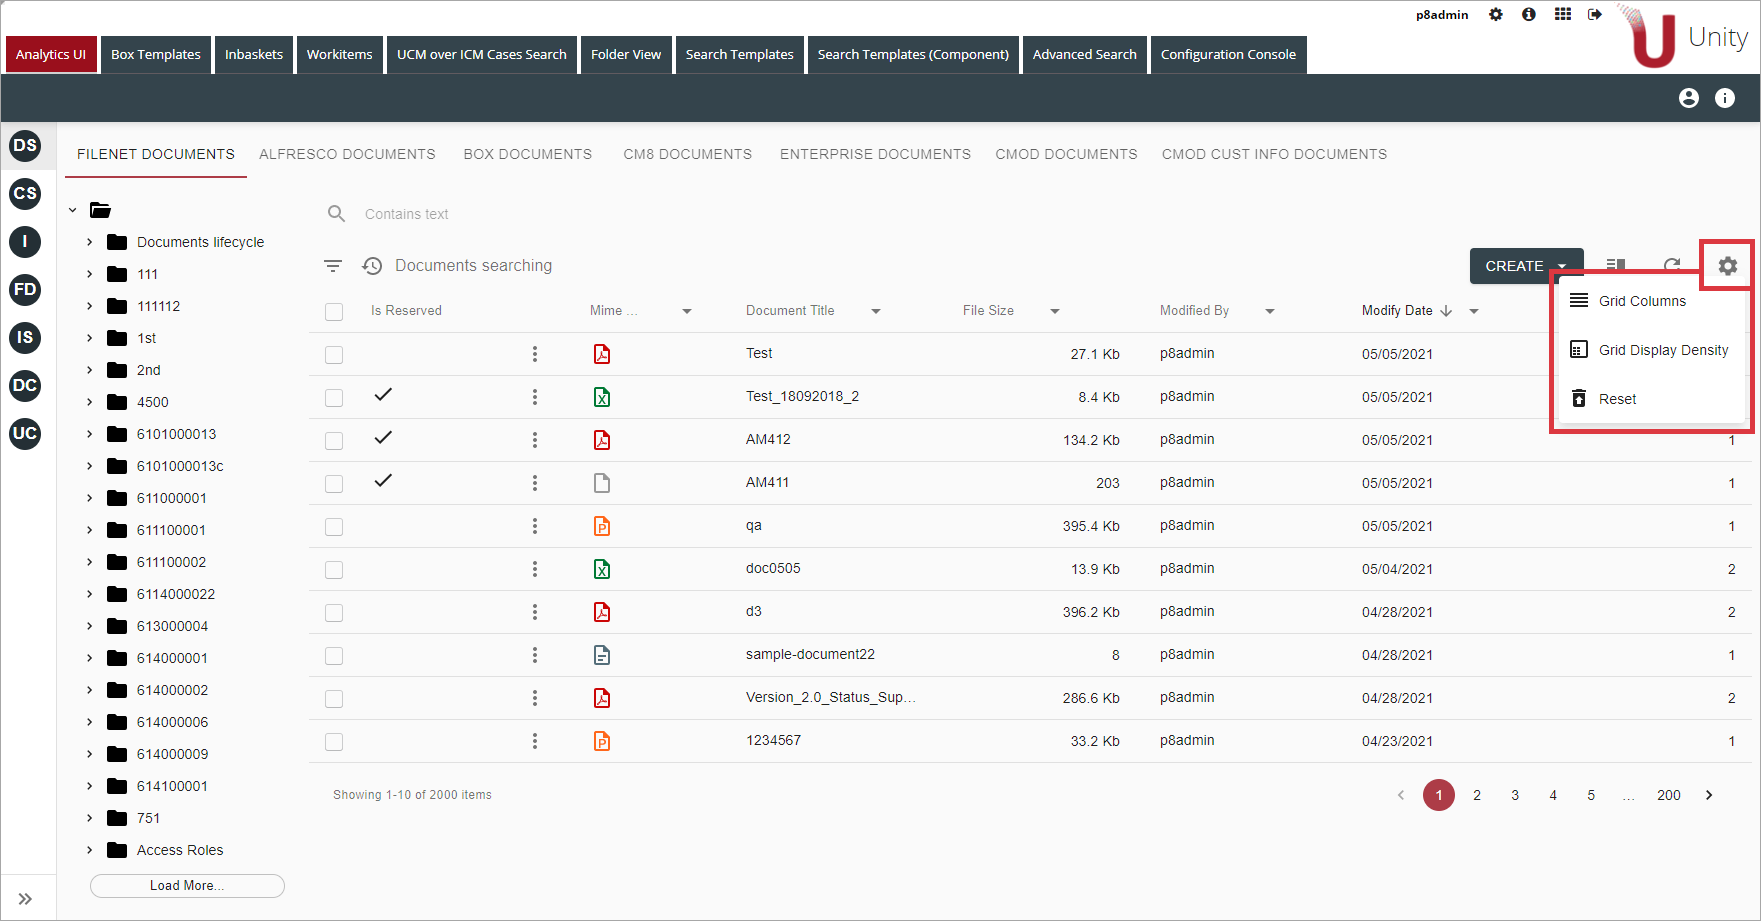 p8admin
Unity
Analytics UI Box Templates Inbaskets Workitems UCM over ICM Cases Search Folder View Search Templates Search Templates (Component) Advanced Search Configuration Console
DS
CS
I
FD
IS
DC
UC
FILENET DOCUMENTS ALFRESCO DOCUMENTS BOX DOCUMENTS CM8 DOCUMENTS ENTERPRISE DOCUMENTS CMOD DOCUMENTS CMOD CUST INFO DOCUMENTS
Documents lifecycle
111
111112
1st
2nd
4500
6101000013
6101000013c
611000001
611100001
611100002
6114000022
613000004
614000001
614000002
614000006
614000009
614100001
751
Access Roles
Load More...
Contains text
Documents searching
CREATE
Grid Columns
Grid Display Density
Reset
Is Reserved Mime ... Document Title File Size Modified By Modify Date
Test 27.1 Kb p8admin 05/05/2021
Test_18092018_2 8.4 Kb p8admin 05/05/2021
AM412 134.2 Kb p8admin 05/05/2021 1
AM411 203 p8admin 05/05/2021 1
qa 395.4 Kb p8admin 05/05/2021 1
doc0505 13.9 Kb p8admin 05/04/2021 2
d3 396.2 Kb p8admin 04/28/2021 2
sample-document22 8 p8admin 04/28/2021 1
Version_2.0_Status_Sup... 286.6 Kb p8admin 04/28/2021 2
1234567 33.2 Kb p8admin 04/23/2021 1
Showing 1-10 of 2000 items
1 2 3 4 5 ... 200